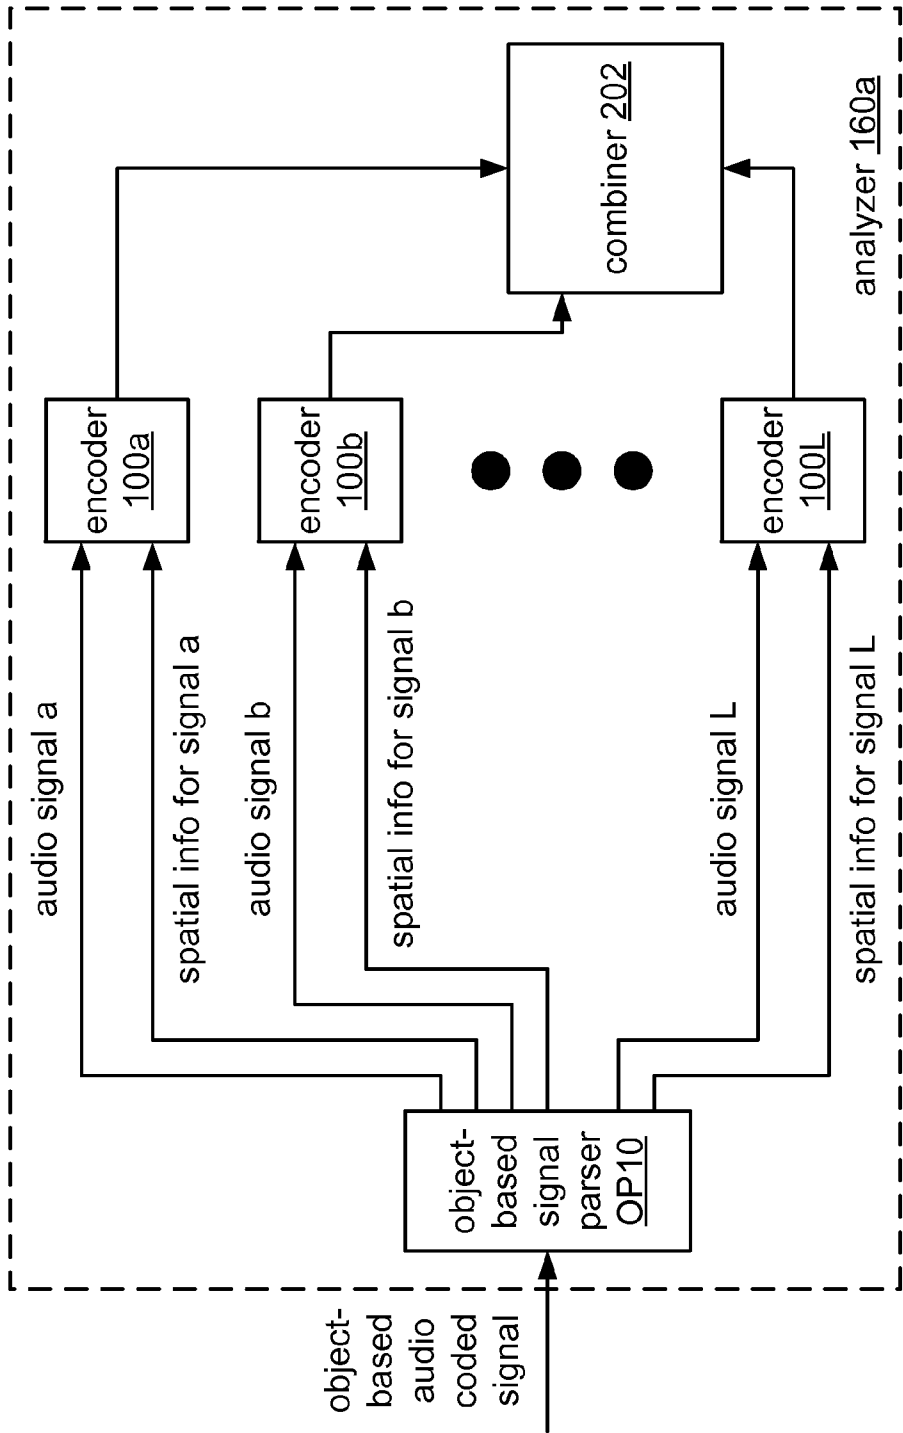 object-
based
audio
coded
signal
object-
based
signal
parser
OP10
audio signal a
spatial info for signal a
audio signal b
spatial info for signal b
audio signal L
spatial info for signal L
encoder
100a
encoder
100b
encoder
100L
combiner 202
analyzer 160a